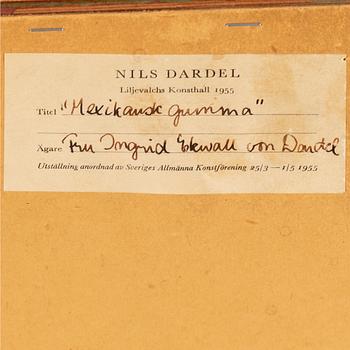 NILS DARDEL
Liljevalchs Konsthall 1955
Titel "Mexikansk gumma"
Ägare Fru Ingrid Ekwall von Dardel
Utställning anordnad av Sveriges Allmänna Konstförening 25/3—1/5 1955